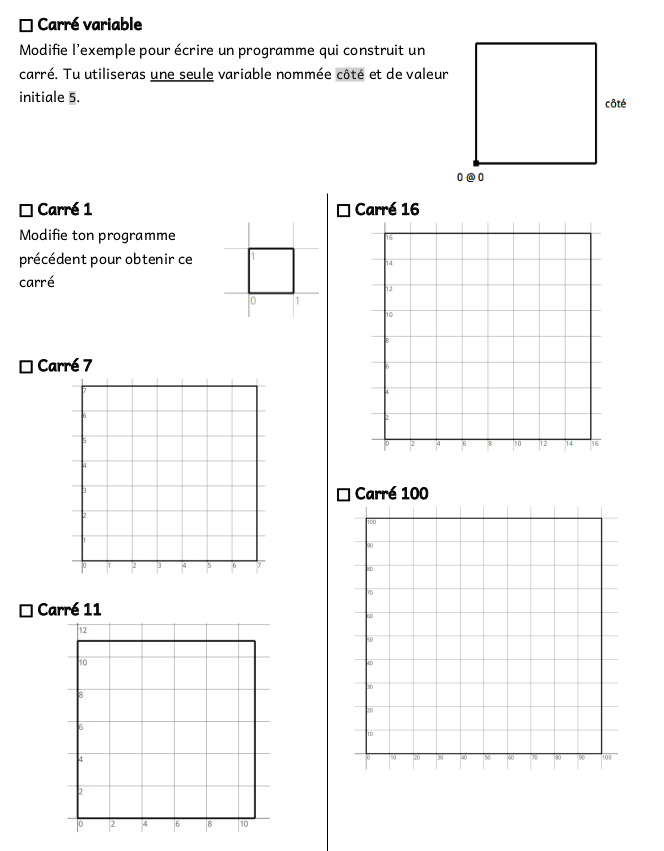 Carré variable
Modifie l'exemple pour écrire un programme qui construit un
carré. Tu utiliseras une seule variable nommée côté et de valeur
initiale 5.
côté
0 @ 0
Carré 1
Modifie ton programme
précédent pour obtenir ce
carré
1
0 1
Carré 7
7
6
5
4
3
2
1
0 1 2 3 4 5 6 7
Carré 11
12
10
8
6
4
2
0 2 4 6 8 10
Carré 16
16
14
12
10
8
6
4
2
0 2 4 6 8 10 12 14 16
Carré 100
100
90
80
70
60
50
40
30
20
10
0 10 20 30 40 50 60 70 80 90 100